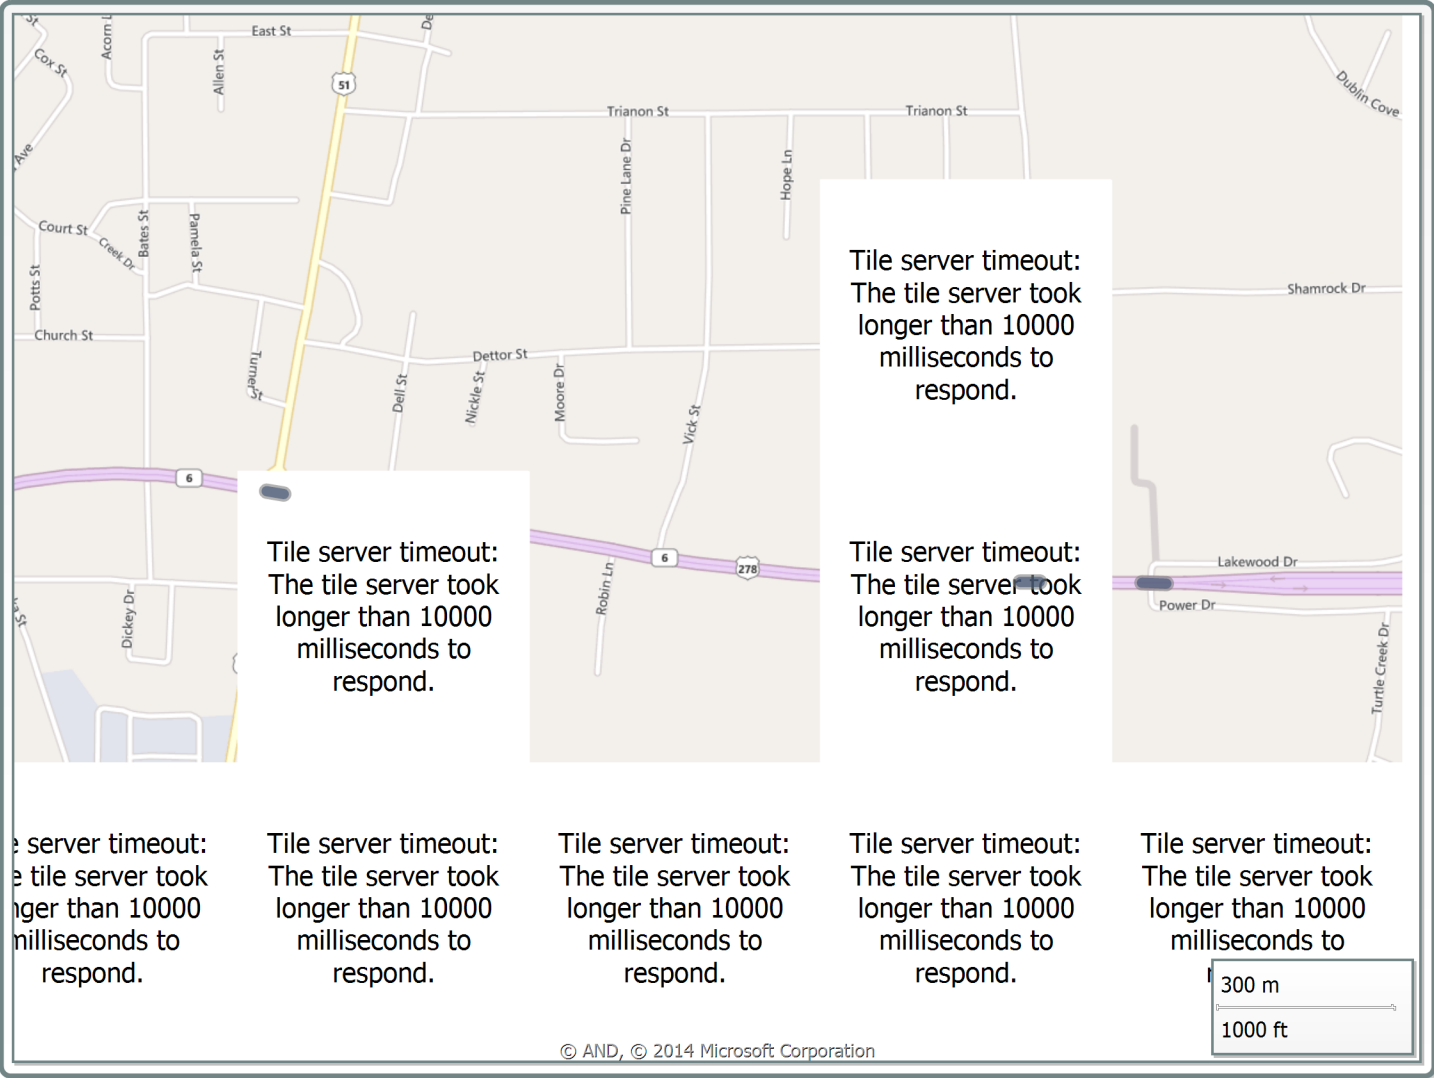 St
Cox St
Acorn L
East St
Allen St
De
51
Trianon St
Trianon St
Dublin Cove
Ave
Pine Lane Dr
Hope Ln
Court St
Creek Dr
Bates St
Pamela St
Potts St
Church St
Turner St
Dettor St
Dell St
Nickle St
Moore Dr
Vick St
Shamrock Dr
Tile server timeout:
The tile server took
longer than 10000
milliseconds to
respond.
6
Tile server timeout:
The tile server took
longer than 10000
milliseconds to
respond.
6
278
Robin Ln
Tile server timeout:
The tile server took
longer than 10000
milliseconds to
respond.
Lakewood Dr
Power Dr
Turtle Creek Dr
Dickey Dr
St
e server timeout:
e tile server took
nger than 10000
milliseconds to
respond.
Tile server timeout:
The tile server took
longer than 10000
milliseconds to
respond.
Tile server timeout:
The tile server took
longer than 10000
milliseconds to
respond.
Tile server timeout:
The tile server took
longer than 10000
milliseconds to
respond.
Tile server timeout:
The tile server took
longer than 10000
milliseconds to
300 m
1000 ft
© AND, © 2014 Microsoft Corporation